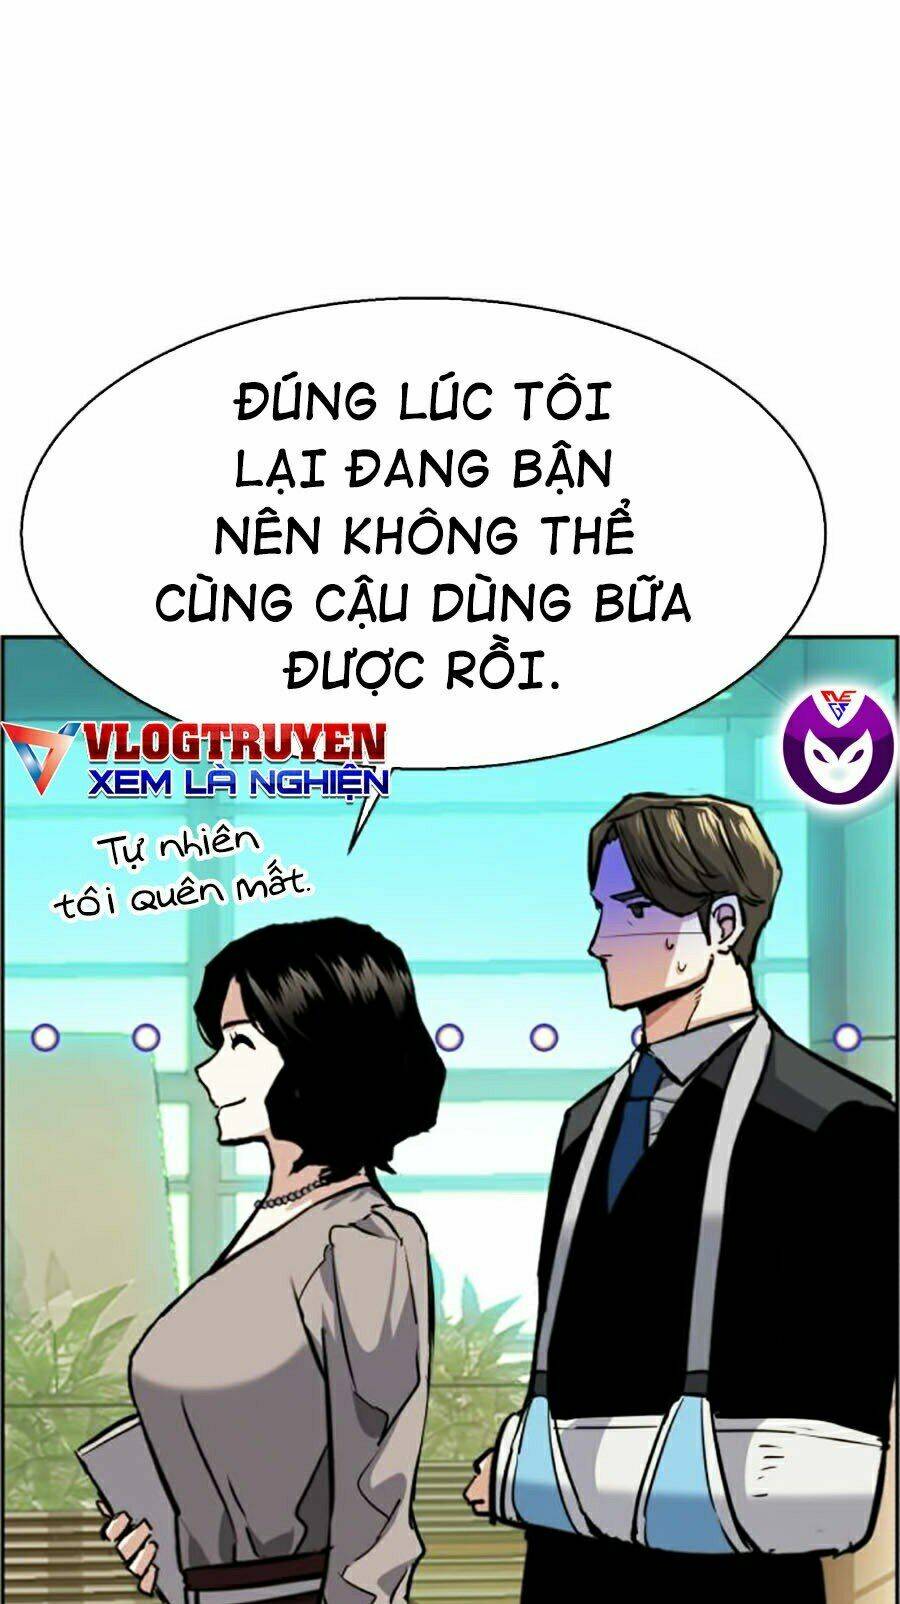 ĐÚNG LÚC TÔI
LẠI ĐANG BẬN
NÊN KHÔNG THỂ
CÙNG CẬU DÙNG BỮA
ĐƯỢC RỒI.
VLOGTRUYEN
XEM LÀ NGHIỆN
Tự nhiên
tôi quên mất.